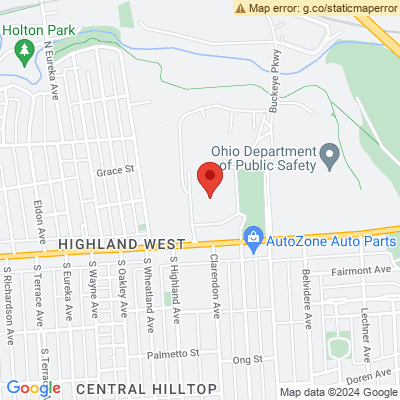 Map error: g.co/staticmaperror
Holton Park
N Eureka Ave
Buckeye Pkwy
Grace St
Ohio Department
of Public Safety
Eldon Ave
HIGHLAND WEST
AutoZone Auto Parts
Fairmont Ave
S Richardson Ave
S Terrace Ave
S Eureka Ave
S Wayne Ave
S Oakley Ave
S Wheatland Ave
S Highland Ave
Clarendon Ave
Belvidere Ave
Lechner Ave
S Terrac
Palmetto St
Ong St
Doren Ave
CENTRAL HILLTOP
Google
Map data ©2024 Google